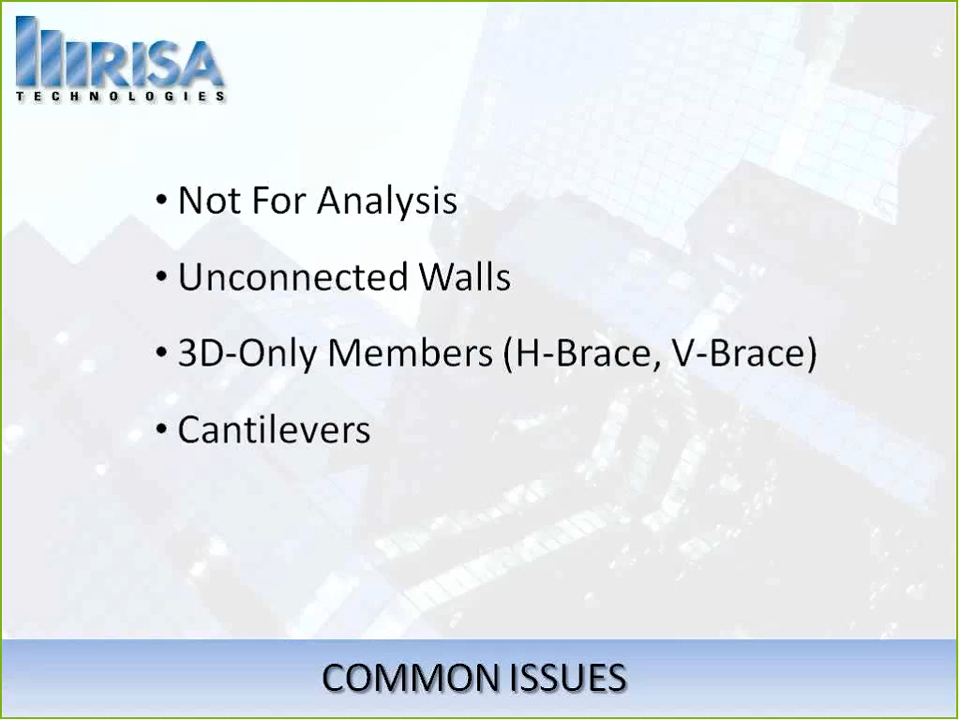 RISA
TECHNOLOGIES
• Not For Analysis
• Unconnected Walls
• 3D-Only Members (H-Brace, V-Brace)
• Cantilevers
COMMON ISSUES